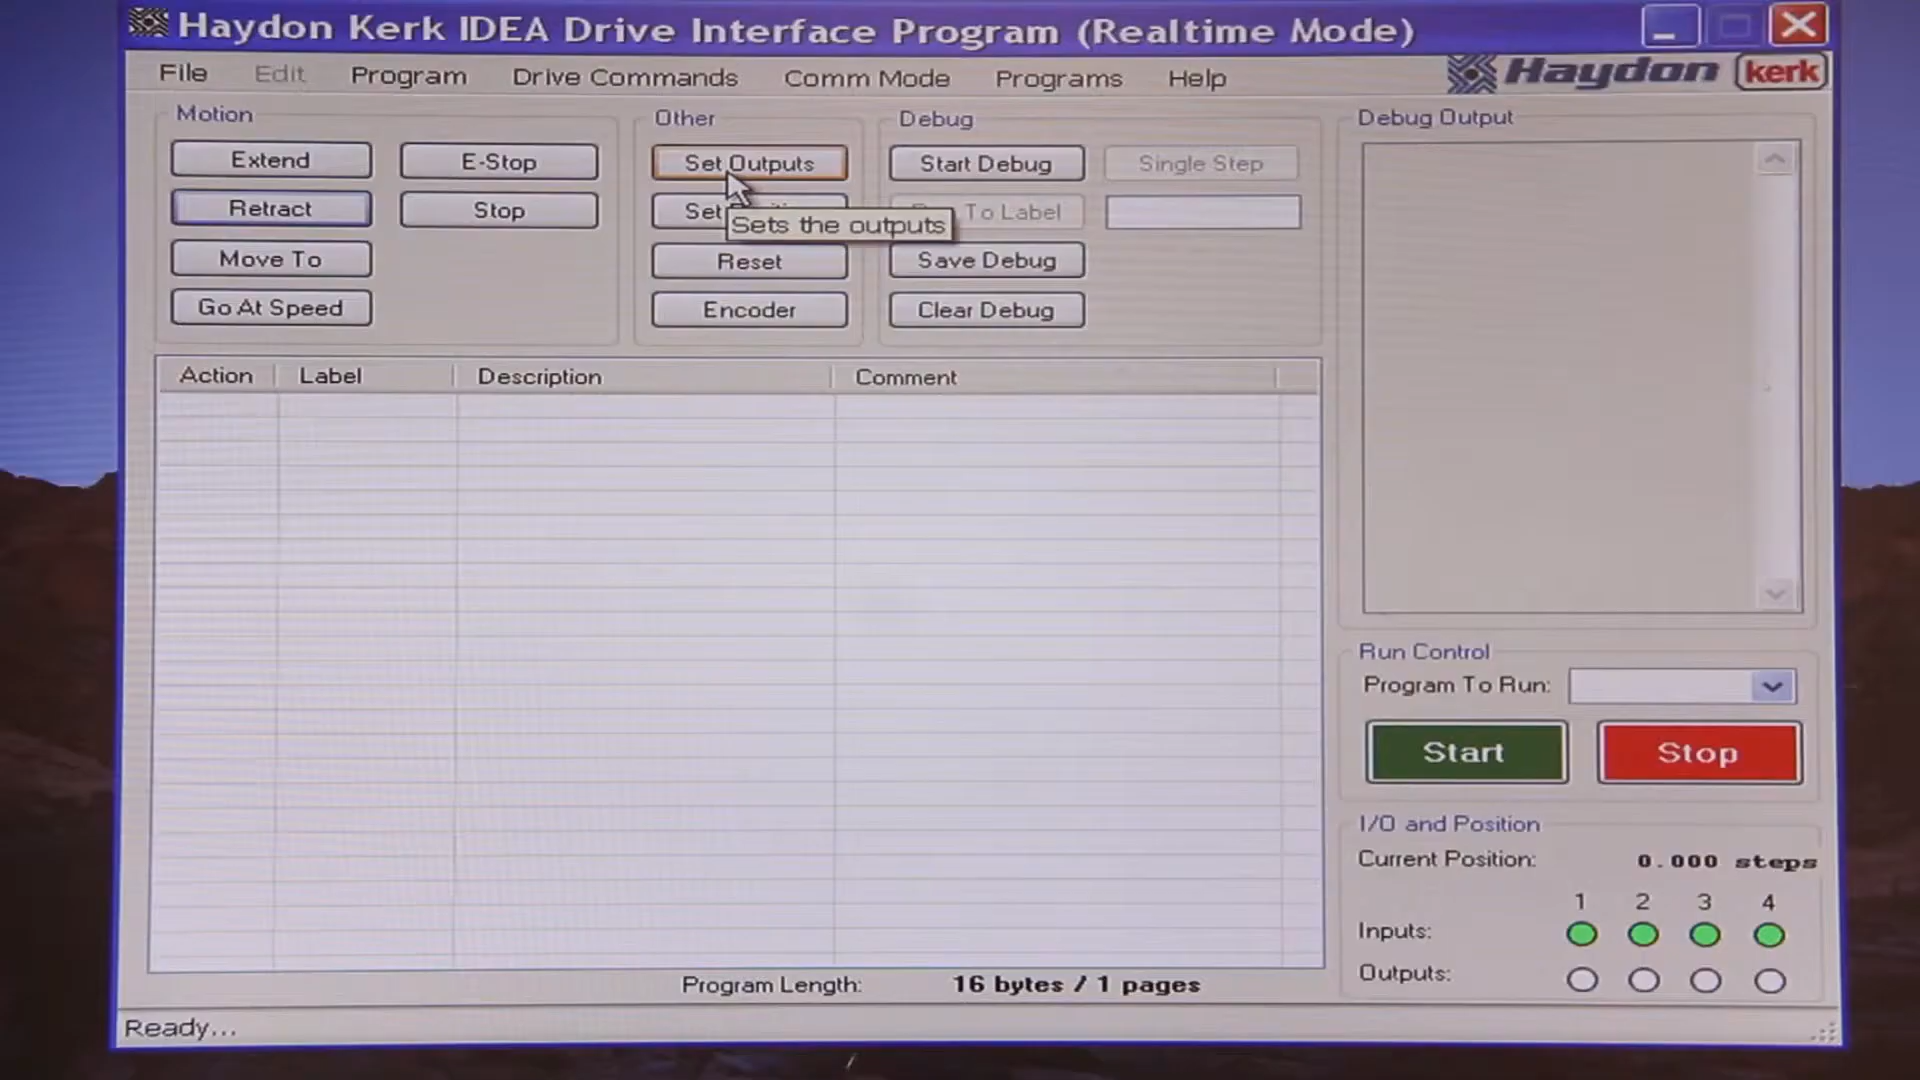 Haydon Kerk IDEA Drive Interface Program (Realtime Mode)
File Edit Program Drive Commands Comm Mode Programs Help
Haydon kerk
Motion
Extend E-Stop
Retract Stop
Move To
Go At Speed
Other
Set Outputs
Set
Sets the outputs
Reset
Encoder
Debug
Start Debug Single Step
To Label
Save Debug
Clear Debug
Debug Output
Action Label Description Comment
Run Control
Program To Run:
Start Stop
I/O and Position
Current Position: 0.000 steps
1 2 3 4
Inputs:
Outputs:
Program Length: 16 bytes / 1 pages
Ready...